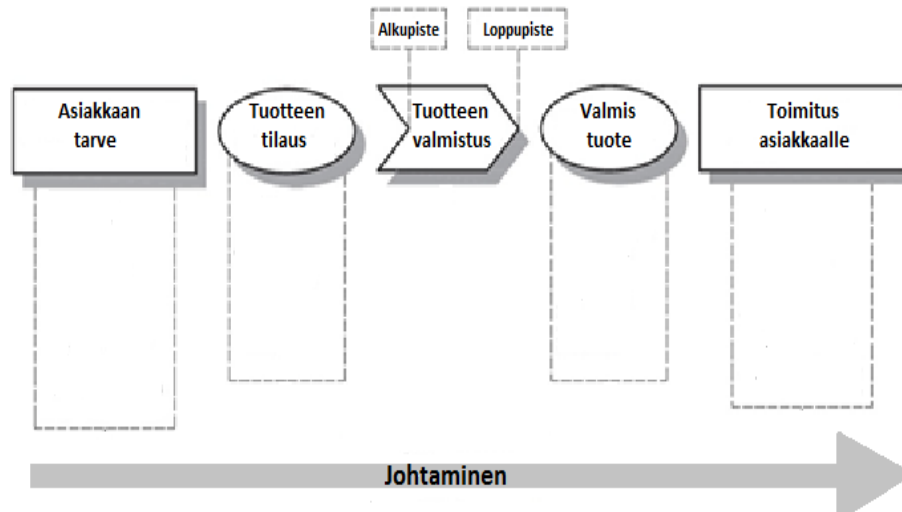 Alkupiste
Loppupiste
Asiakkaan
tarve
Tuotteen
tilaus
Tuotteen
valmistus
Valmis
tuote
Toimitus
asiakkaalle
Johtaminen